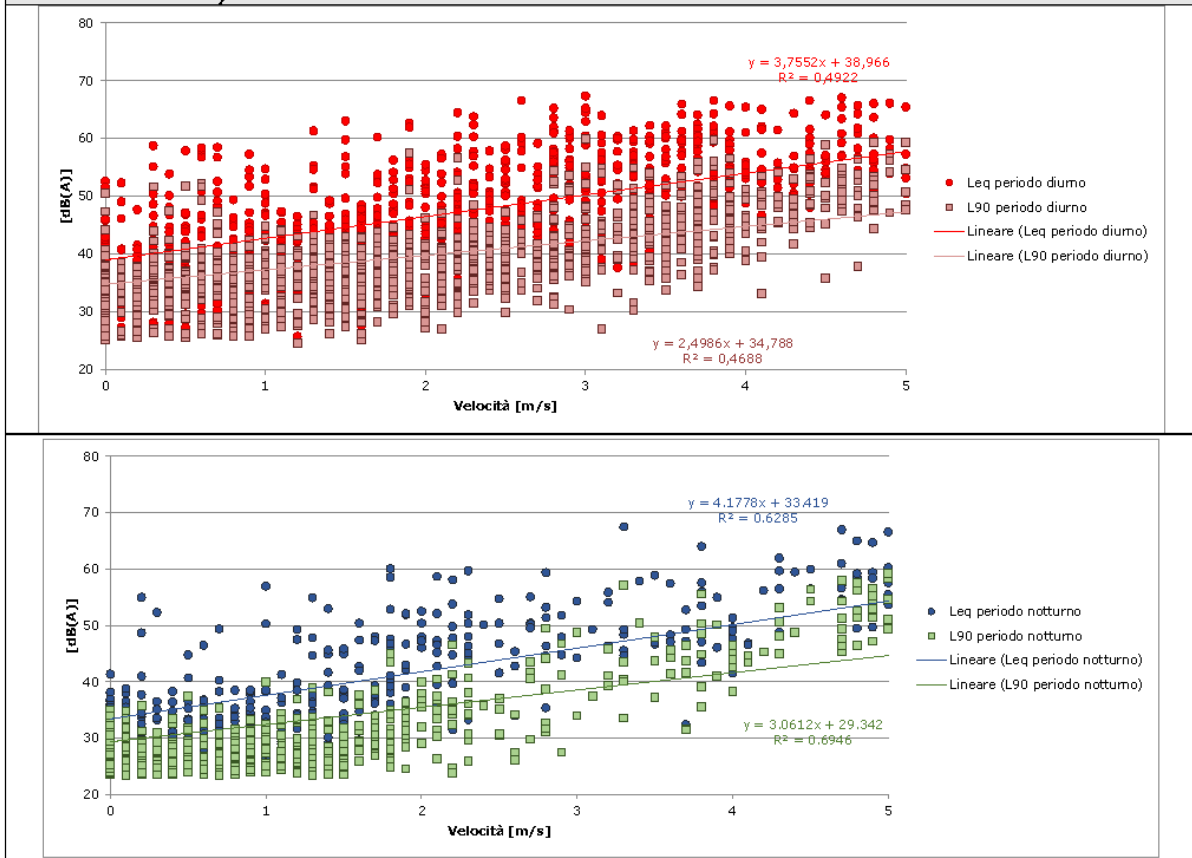 80
70
60
50
40
30
20
[dB(A)]
y = 3,7552x + 38,966
R² = 0,4922
y = 2,4986x + 34,788
R² = 0,4688
0 1 2 3 4 5
Velocità [m/s]
Leq periodo diurno
L90 periodo diurno
Lineare (Leq periodo diurno)
Lineare (L90 periodo diurno)
80
70
60
50
40
30
20
[dB(A)]
y = 4.1778x + 33.419
R² = 0.6285
y = 3.0612x + 29.342
R² = 0.6946
0 1 2 3 4 5
Velocità [m/s]
Leq periodo notturno
L90 periodo notturno
Lineare (Leq periodo notturno)
Lineare (L90 periodo notturno)